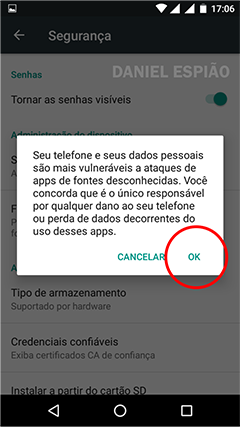 17:06
Segurança
Senhas
DANIEL ESPIÃO
Tornar as senhas visíveis
Administração do dispositivo
Seu telefone e seus dados pessoais
são mais vulneráveis a ataques de
apps de fontes desconhecidas. Você
concorda que é o único responsável
por qualquer dano ao seu telefone
ou perda de dados decorrentes do
uso desses apps.
CANCELAR OK
Tipo de armazenamento
Suportado por hardware
Credenciais confiáveis
Exiba certificados CA de confiança
Instalar a partir do cartão SD